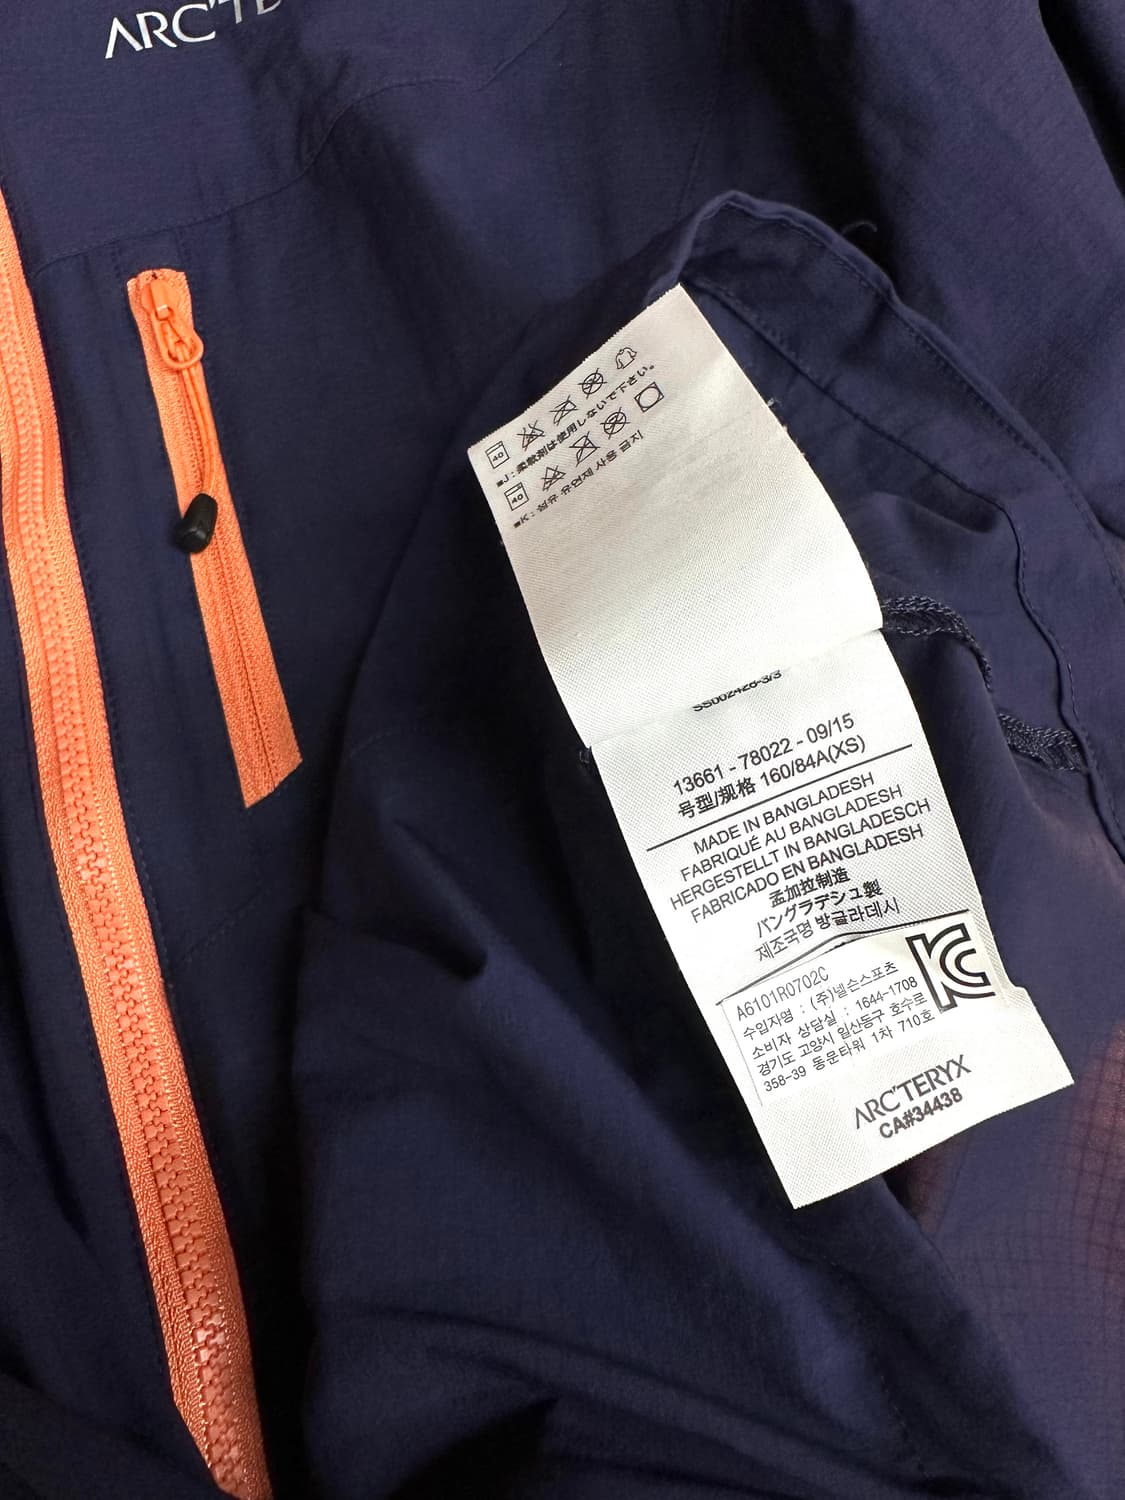 ARC'TE
40
■J : 柔軟剤は使用しないで下さい。
40
■K : 섬유 유연제 사용 금지
SS002428-3/3
13661 - 78022 - 09/15
号型/规格 160/84A(XS)
MADE IN BANGLADESH
FABRIQUÉ AU BANGLADESH
HERGESTELLT IN BANGLADESCH
FABRICADO EN BANGLADESH
孟加拉制造
バングラデシュ製
제조국명 방글라데시
A6101R0702C
수입자명 : (주)넬슨스포츠
소비자 상담실 : 1644-1708
경기도 고양시 일산동구 호수로
358-39 동문타워 1차 710호
ARC'TERYX
CA#34438